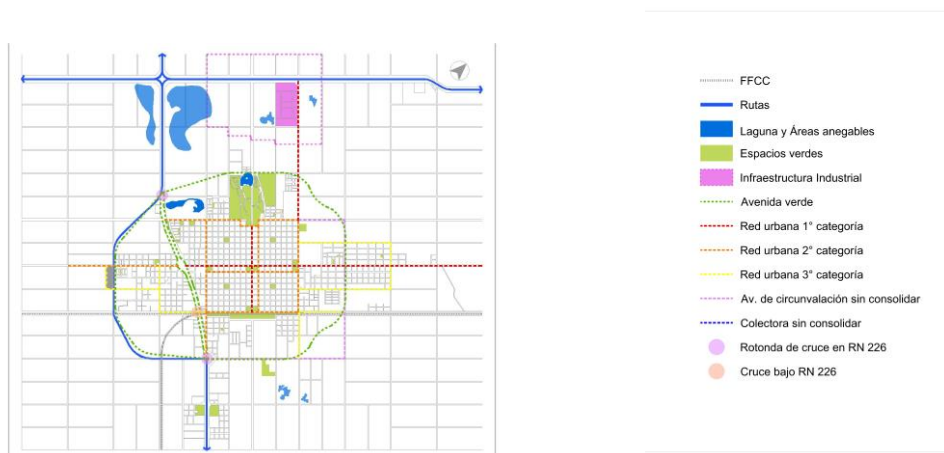 FFCC
Rutas
Laguna y Áreas anegables
Espacios verdes
Infraestructura Industrial
Avenida verde
Red urbana 1° categoría
Red urbana 2° categoría
Red urbana 3° categoría
Av. de circunvalación sin consolidar
Colectora sin consolidar
Rotonda de cruce en RN 226
Cruce bajo RN 226